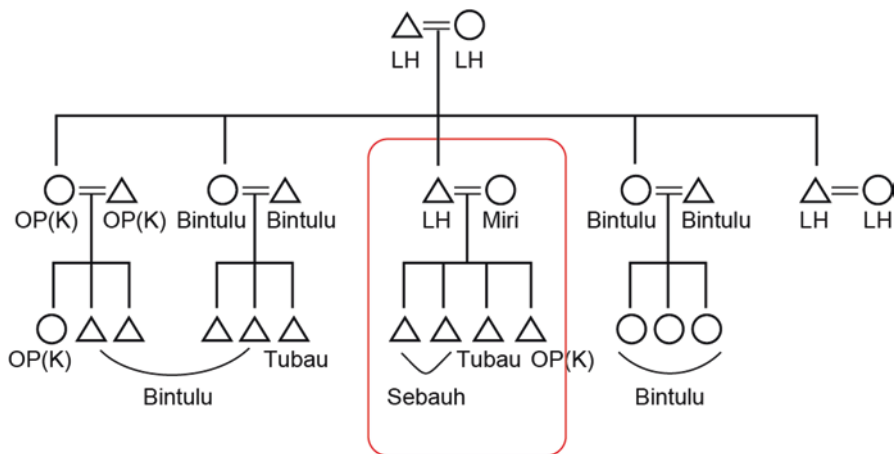 LH LH
OP(K) OP(K) Bintulu Bintulu LH Miri Bintulu Bintulu LH LH
OP(K) Tubau Tubau OP(K)
Bintulu Sebauh Bintulu